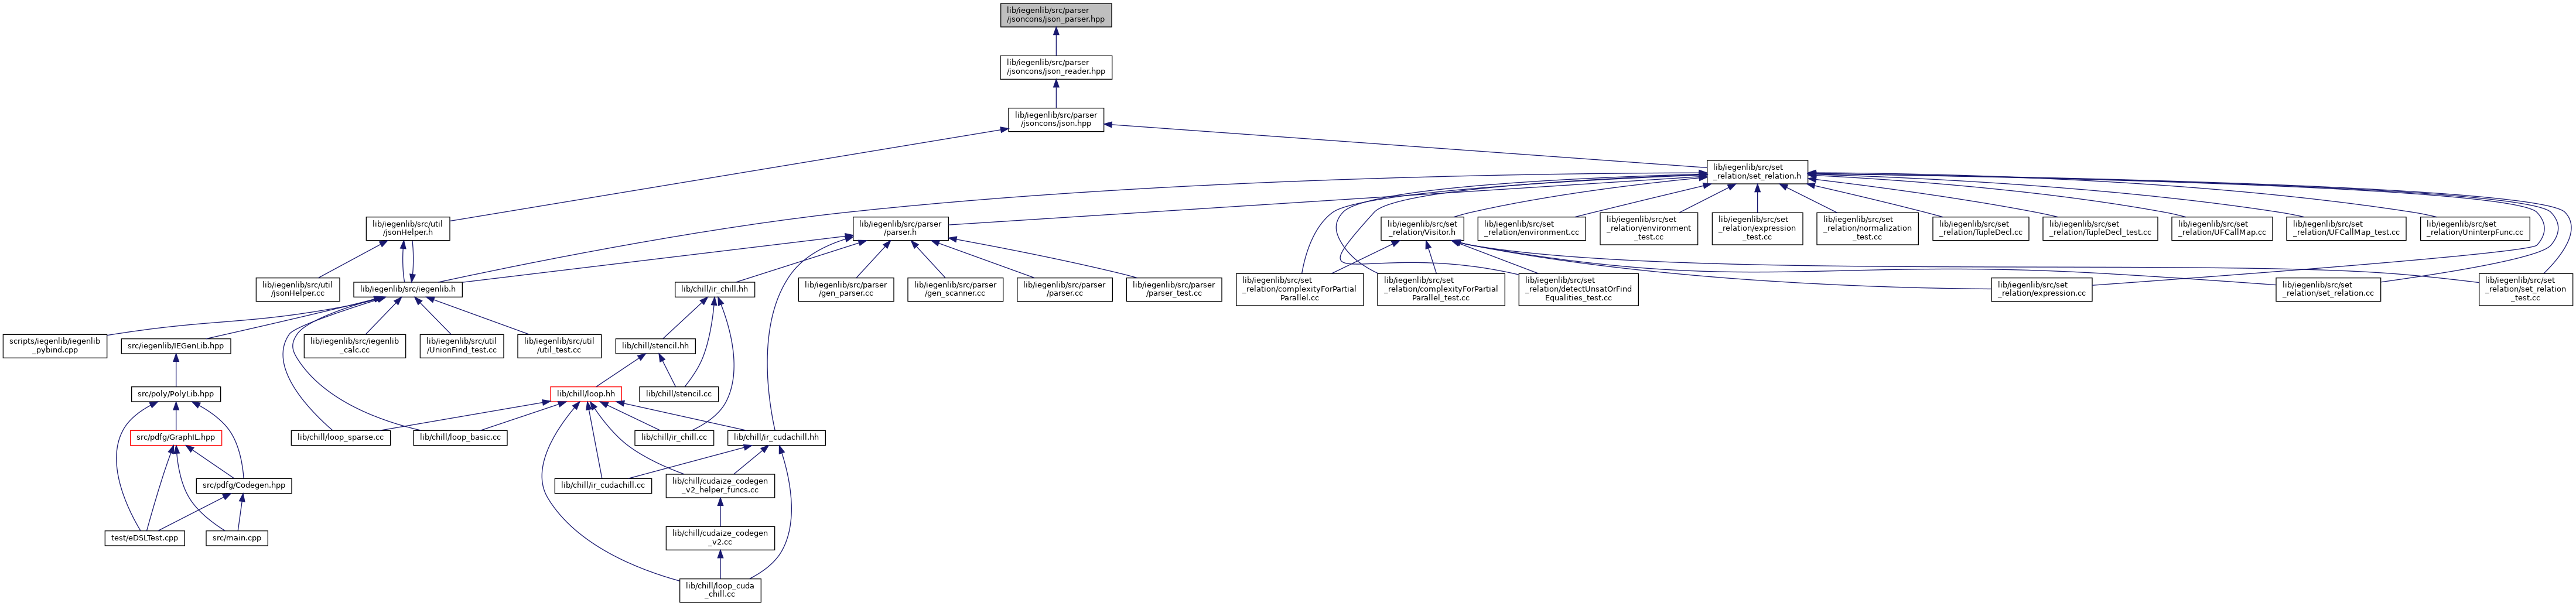 lib/iegenlib/src/parser
/jsoncons/json_parser.hpp
lib/iegenlib/src/parser
/jsoncons/json_reader.hpp
lib/iegenlib/src/parser
/jsoncons/json.hpp
lib/iegenlib/src/set
_relation/set_relation.h
lib/iegenlib/src/util
/jsonHelper.h
lib/iegenlib/src/parser
/parser.h
lib/iegenlib/src/set
_relation/Visitor.h
lib/iegenlib/src/set
_relation/environment.cc
lib/iegenlib/src/set
_relation/environment
_test.cc
lib/iegenlib/src/set
_relation/expression
_test.cc
lib/iegenlib/src/set
_relation/normalization
_test.cc
lib/iegenlib/src/set
_relation/TupleDecl.cc
lib/iegenlib/src/set
_relation/TupleDecl_test.cc
lib/iegenlib/src/set
_relation/UFCallMap.cc
lib/iegenlib/src/set
_relation/UFCallMap_test.cc
lib/iegenlib/src/set
_relation/UninterpFunc.cc
lib/iegenlib/src/util
/jsonHelper.cc
lib/iegenlib/src/iegenlib.h
lib/chill/ir_chill.hh
lib/iegenlib/src/parser
/gen_parser.cc
lib/iegenlib/src/parser
/gen_scanner.cc
lib/iegenlib/src/parser
/parser.cc
lib/iegenlib/src/parser
/parser_test.cc
lib/iegenlib/src/set
_relation/complexityForPartial
Parallel.cc
lib/iegenlib/src/set
_relation/complexityForPartial
Parallel_test.cc
lib/iegenlib/src/set
_relation/detectUnsatOrFind
Equalities_test.cc
lib/iegenlib/src/set
_relation/expression.cc
lib/iegenlib/src/set
_relation/set_relation.cc
lib/iegenlib/src/set
_relation/set_relation
_test.cc
scripts/iegenlib/iegenlib
_pybind.cpp
src/iegenlib/IEGenLib.hpp
lib/iegenlib/src/iegenlib
_calc.cc
lib/iegenlib/src/util
/UnionFind_test.cc
lib/iegenlib/src/util
/util_test.cc
lib/chill/stencil.hh
src/poly/PolyLib.hpp
lib/chill/loop.hh
lib/chill/stencil.cc
src/pdfg/GraphIL.hpp
lib/chill/loop_sparse.cc
lib/chill/loop_basic.cc
lib/chill/ir_chill.cc
lib/chill/ir_cudachill.hh
src/pdfg/Codegen.hpp
lib/chill/ir_cudachill.cc
lib/chill/cudaize_codegen
_v2_helper_funcs.cc
test/eDSLTest.cpp
src/main.cpp
lib/chill/cudaize_codegen
_v2.cc
lib/chill/loop_cuda
_chill.cc